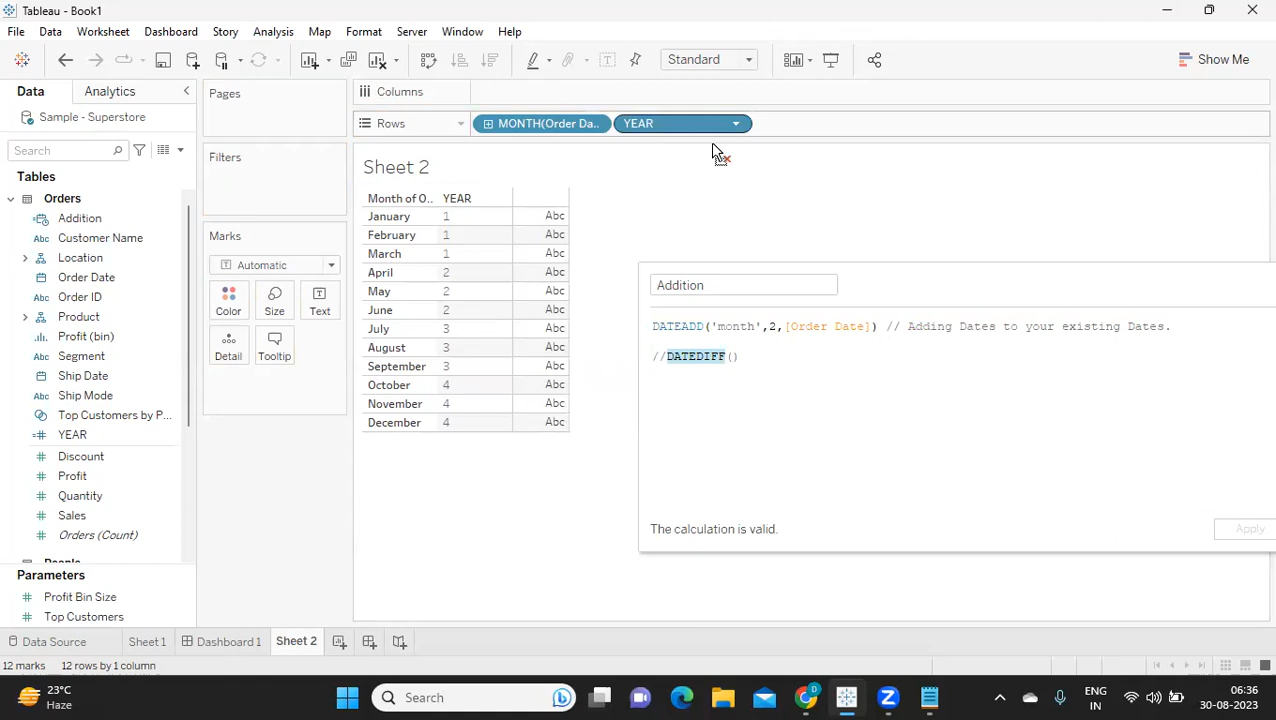 Tableau - Book1
File Data Worksheet Dashboard Story Analysis Map Format Server Window Help
Standard
Show Me
Data Analytics
Sample - Superstore
Search
Tables
Orders
Addition
Abc Customer Name
Location
Order Date
Abc Order ID
Product
Profit (bin)
Abc Segment
Ship Date
Abc Ship Mode
Top Customers by P...
YEAR
Discount
Profit
Quantity
Sales
Orders (Count)
People
Parameters
Profit Bin Size
Top Customers
Pages
Filters
Marks
Automatic
Color Size Text
Detail Tooltip
Columns
Rows MONTH(Order Da.. YEAR
Sheet 2
Month of O.. YEAR
January 1 Abc
February 1 Abc
March 1 Abc
April 2 Abc
May 2 Abc
June 2 Abc
July 3 Abc
August 3 Abc
September 3 Abc
October 4 Abc
November 4 Abc
December 4 Abc
Addition
DATEADD('month',2,[Order Date]) // Adding Dates to your existing Dates.
//DATEDIFF()
The calculation is valid.
Apply
Data Source Sheet 1 Dashboard 1 Sheet 2
12 marks 12 rows by 1 column
23°C
Haze
Search
ENG
IN
06:36
30-08-2023